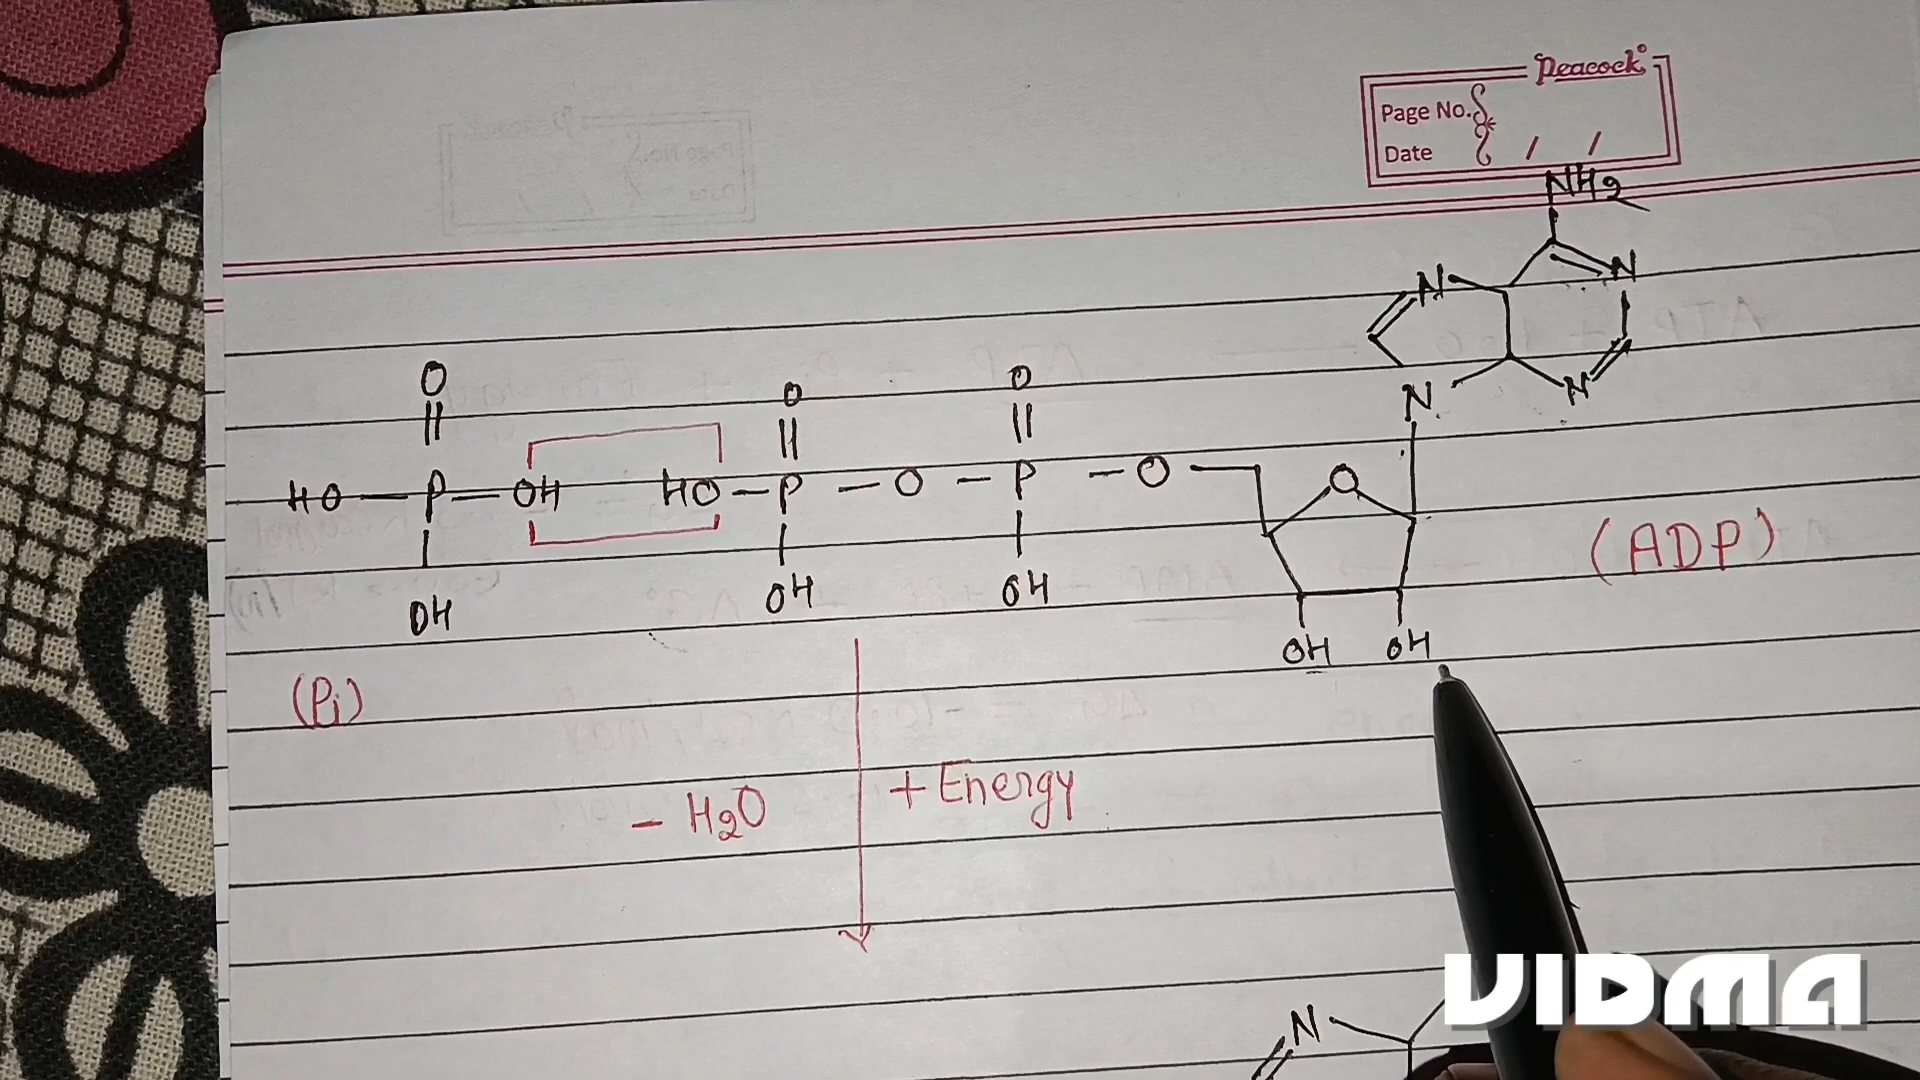 Peacock
Page No.
Date / /
NH2
N N
N N
O O O
HO — P — OH HO — P — O — P — O O
OH OH OH
OH OH
(ADP)
(Pi)
- H2O + Energy
N
VIDMA